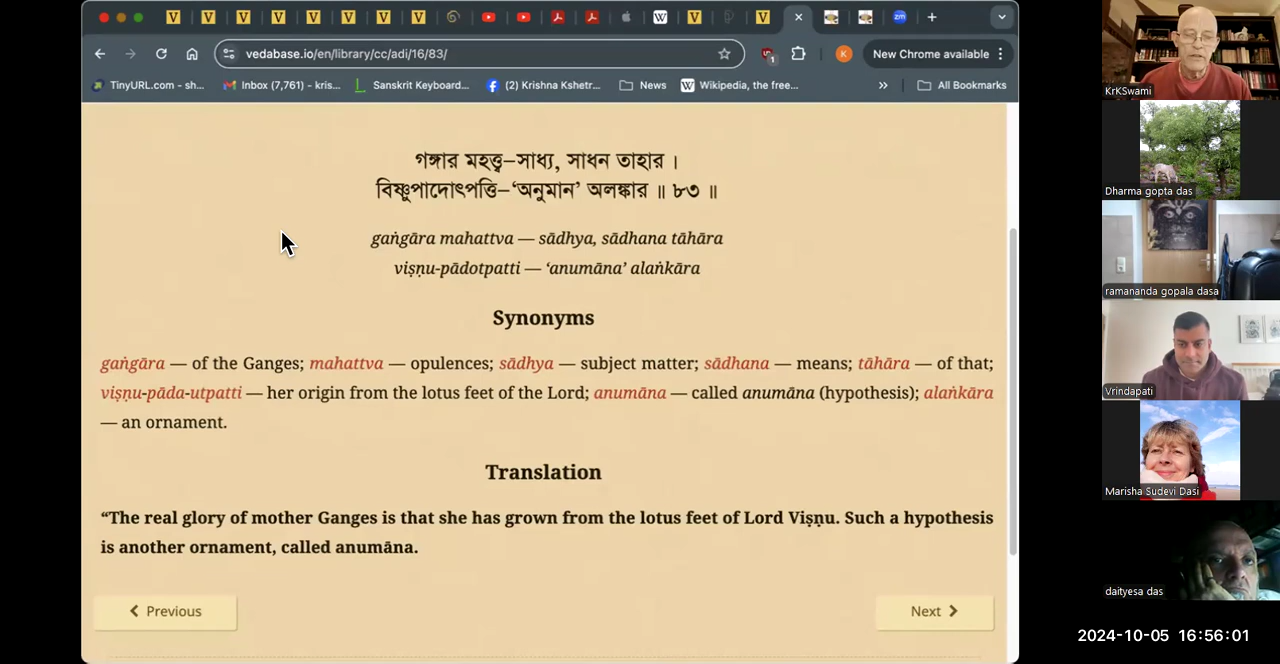 vedabase.io/en/library/cc/adi/16/83/
New Chrome available
K
TinyURL.com - sh...
Inbox (7,761) - kris...
Sanskrit Keyboard...
(2) Krishna Kshetr...
News
Wikipedia, the free...
All Bookmarks
গঙ্গার মহত্ত্ব—সাধ্য, সাধন তাহার ।
বিষ্ণুপাদোৎপত্তি—‘অনুমান’ অলঙ্কার ॥ ৮৩ ॥
gaṅgāra mahattva — sādhya, sādhana tāhāra
viṣṇu-pādotpatti — ‘anumāna’ alaṅkāra
Synonyms
gaṅgāra — of the Ganges; mahattva — opulences; sādhya — subject matter; sādhana — means; tāhāra — of that;
viṣṇu-pāda-utpatti — her origin from the lotus feet of the Lord; anumāna — called anumāna (hypothesis); alaṅkāra
— an ornament.
Translation
“The real glory of mother Ganges is that she has grown from the lotus feet of Lord Viṣṇu. Such a hypothesis
is another ornament, called anumāna.
Previous
Next
KrKSwami
Dharma gopta das
ramananda gopala dasa
Vrindapati
Marisha Sudevi Dasi
daityesa das
2024-10-05 16:56:01